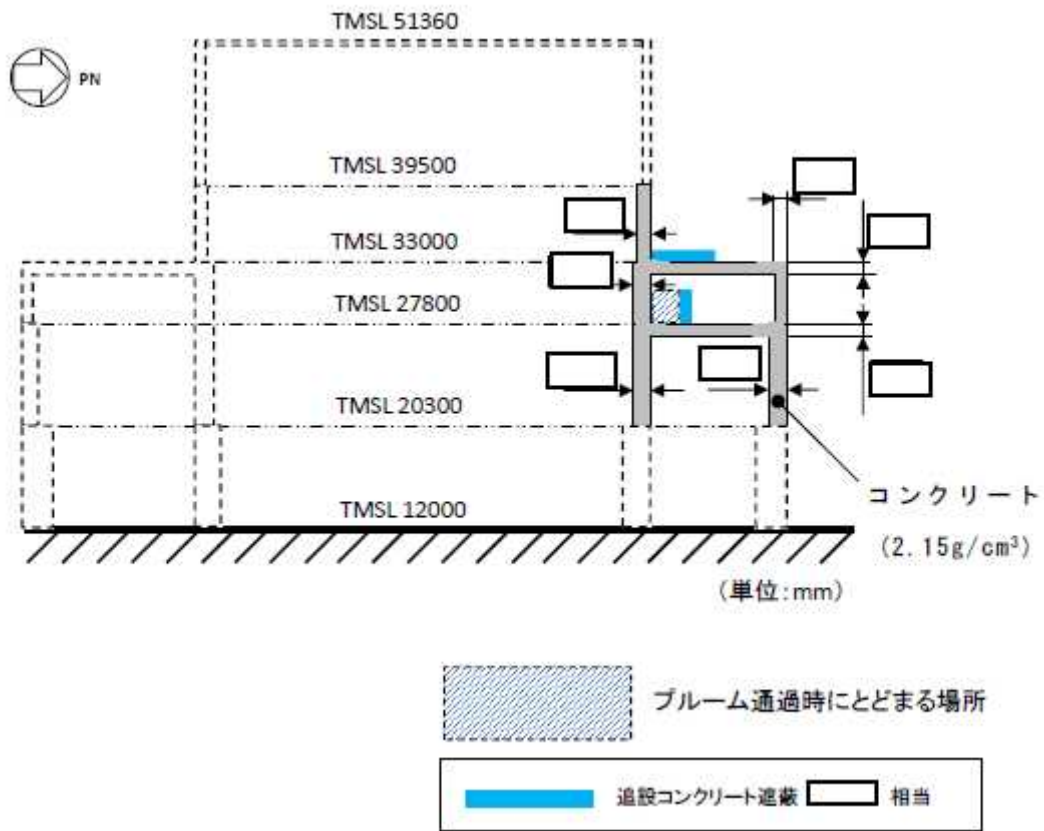 TMSL 51360
PN
TMSL 39500
TMSL 33000
TMSL 27800
TMSL 20300
TMSL 12000
コンクリート
(2.15g/cm³)
(単位:mm)
プルーム通過時にとどまる場所
追設コンクリート遮蔽 相当